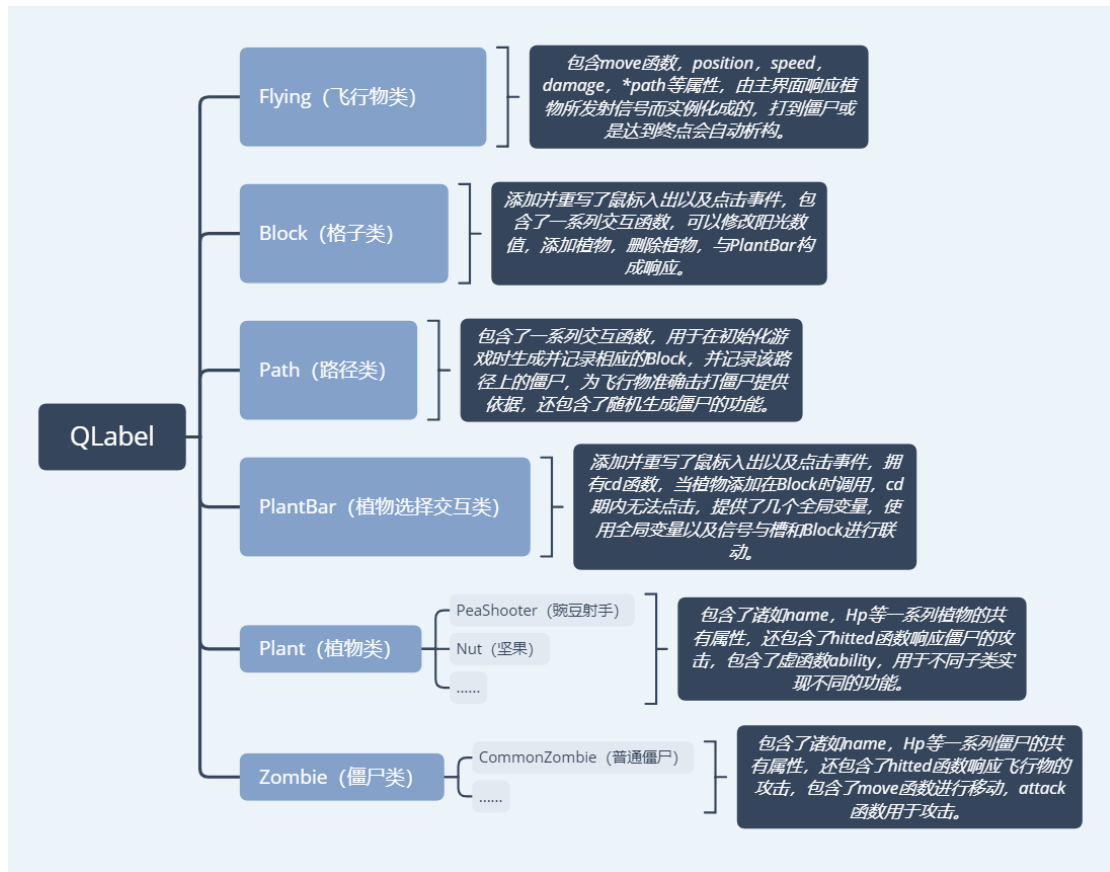 QLabel
Flying（飞行物类）
包含move函数，position，speed，
damage，*path等属性，由主界面响应植
物所发射信号而实例化成的，打到僵尸或
是达到终点会自动析构。
Block（格子类）
添加并重写了鼠标入出以及点击事件，包
含了一系列交互函数，可以修改阳光数
值，添加植物，删除植物，与PlantBar构
成响应。
Path（路径类）
包含了一系列交互函数，用于在初始化游
戏时生成并记录相应的Block，并记录该路
径上的僵尸，为飞行物准确击打僵尸提供
依据，还包含了随机生成僵尸的功能。
PlantBar（植物选择交互类）
添加并重写了鼠标入出以及点击事件，拥
有cd函数，当植物添加在Block时调用，cd
期内无法点击，提供了几个全局变量，使
用全局变量以及信号与槽和Block进行联
动。
Plant（植物类）
PeaShooter（豌豆射手）
Nut（坚果）
……
包含了诸如name，Hp等一系列植物的共
有属性，还包含了hitted函数响应僵尸的攻
击，包含了虚函数ability，用于不同子类实
现不同的功能。
Zombie（僵尸类）
CommonZombie（普通僵尸）
……
包含了诸如name，Hp等一系列僵尸的共
有属性，还包含了hitted函数响应飞行物的
攻击，包含了move函数进行移动，attack
函数用于攻击。